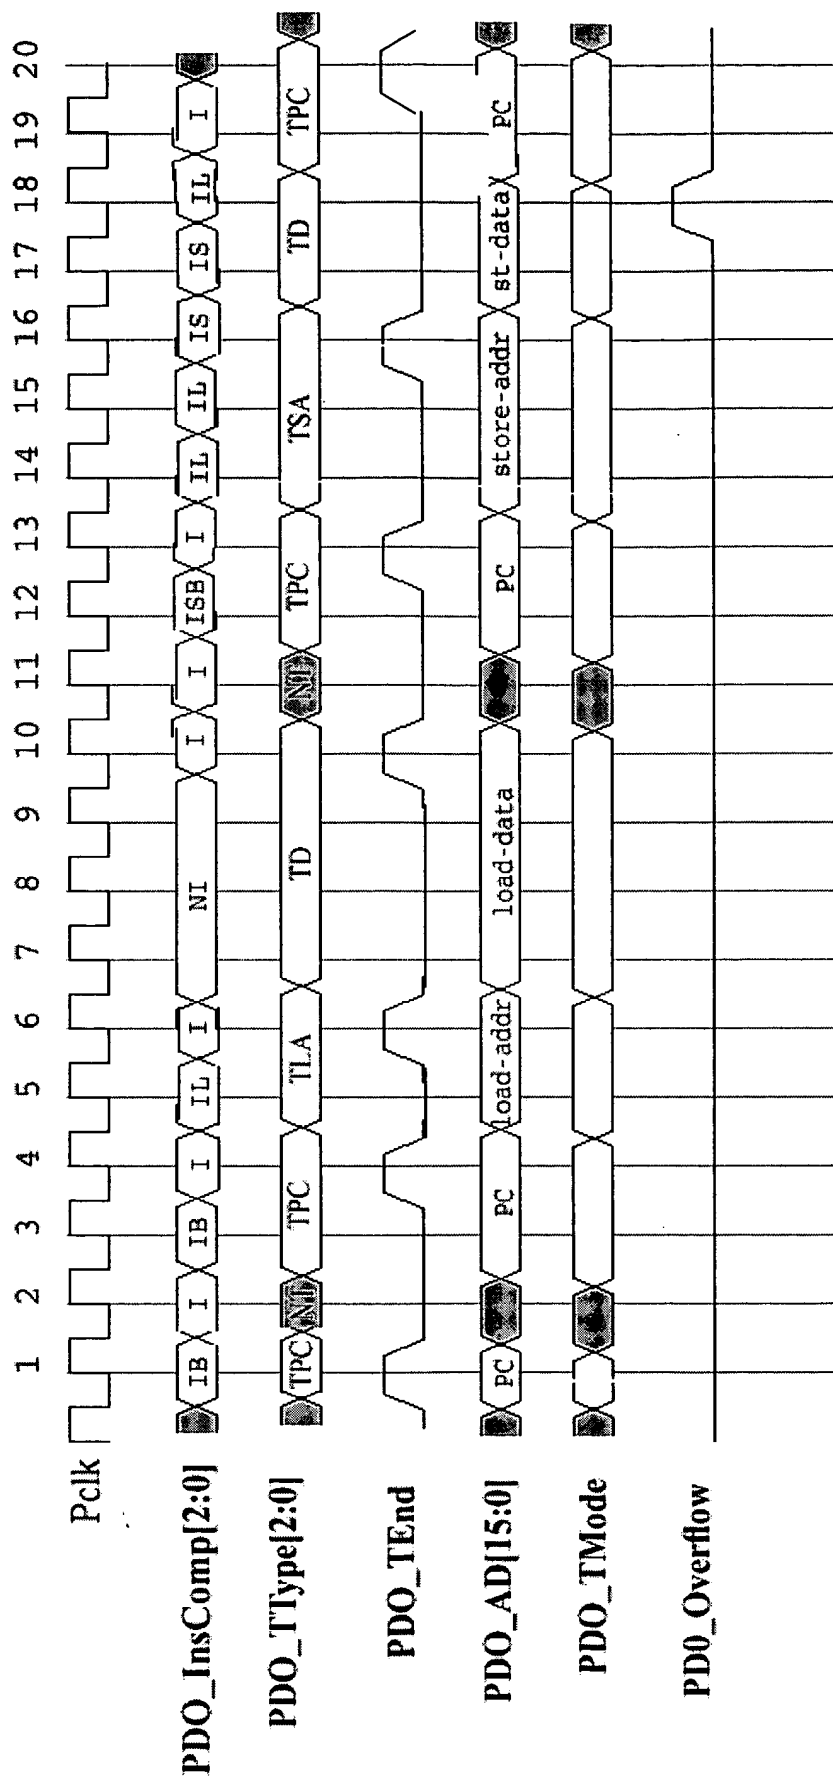 1 2 3 4 5 6 7 8 9 10 11 12 13 14 15 16 17 18 19 20
Pclk
PDO_InsComp[2:0] IB I IB I IL I NI I I ISB I IL IL IS IS IL I
PDO_TType[2:0] TPC NT TPC TLA TD NT TPC TSA TD TPC
PDO_TEnd
PDO_AD[15:0] PC PC load-addr load-data PC store-addr st-data PC
PDO_TMode
PD0_Overflow